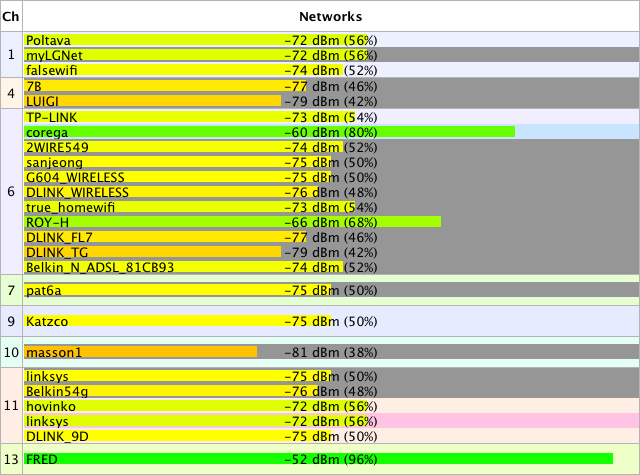 Ch Networks
1
Poltava -72 dBm (56%)
myLGNet -72 dBm (56%)
falsewifi -74 dBm (52%)
4
7B -77 dBm (46%)
LUIGI -79 dBm (42%)
6
TP-LINK -73 dBm (54%)
corega -60 dBm (80%)
2WIRE549 -74 dBm (52%)
sanjeong -75 dBm (50%)
G604_WIRELESS -75 dBm (50%)
DLINK_WIRELESS -76 dBm (48%)
true_homewifi -73 dBm (54%)
ROY-H -66 dBm (68%)
DLINK_FL7 -77 dBm (46%)
DLINK_TG -79 dBm (42%)
Belkin_N_ADSL_81CB93 -74 dBm (52%)
7 pat6a -75 dBm (50%)
9 Katzco -75 dBm (50%)
10 masson1 -81 dBm (38%)
11
linksys -75 dBm (50%)
Belkin54g -76 dBm (48%)
hovinko -72 dBm (56%)
linksys -72 dBm (56%)
DLINK_9D -75 dBm (50%)
13 FRED -52 dBm (96%)